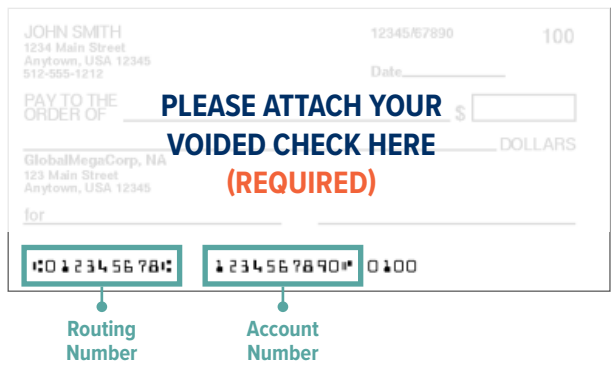 JOHN SMITH 12345/67890 100
1234 Main Street
Anytown, USA 12345
512-555-1212 Date
PAY TO THE
ORDER OF $
PLEASE ATTACH YOUR
VOIDED CHECK HERE
DOLLARS
GlobalMegaCorp, NA
123 Main Street
Anytown, USA 12345
(REQUIRED)
for
⑆012345678⑆ 1234567890⑈ 0100
Routing Account
Number Number